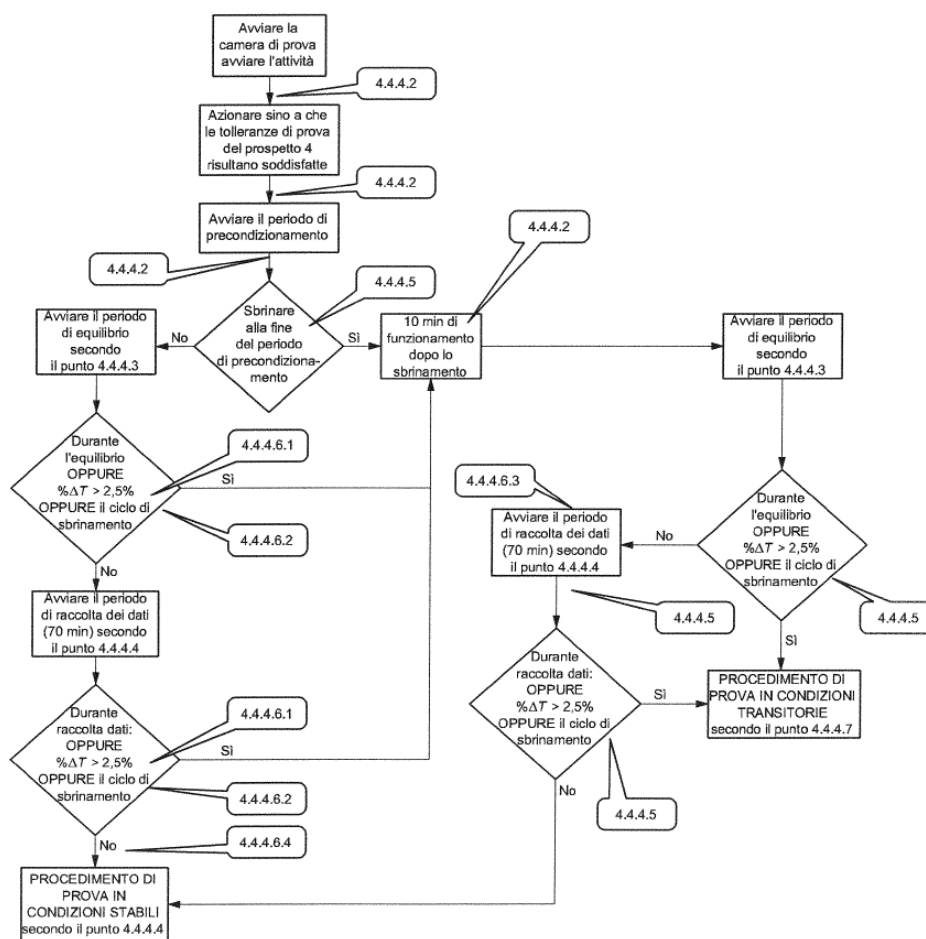 Avviare la
camera di prova
avviare l'attività
4.4.4.2
Azionare sino a che
le tolleranze di prova
del prospetto 4
risultano soddisfatte
4.4.4.2
Avviare il periodo di
precondizionamento
4.4.4.2
4.4.4.2
4.4.4.5
Sbrinare
alla fine
del periodo
di precondiziona-
mento
No
Sì
Avviare il periodo
di equilibrio
secondo
il punto 4.4.4.3
10 min di
funzionamento
dopo lo
sbrinamento
Avviare il periodo
di equilibrio
secondo
il punto 4.4.4.3
Durante
l'equilibrio
OPPURE
%ΔT > 2,5%
OPPURE il ciclo di
sbrinamento
4.4.4.6.1
Sì
4.4.4.6.2
No
4.4.4.6.3
Avviare il periodo
di raccolta dei dati
(70 min) secondo
il punto 4.4.4.4
No
Durante
l'equilibrio
OPPURE
%ΔT > 2,5%
OPPURE il ciclo di
sbrinamento
4.4.4.5
4.4.4.5
Sì
Avviare il periodo
di raccolta dei dati
(70 min) secondo
il punto 4.4.4.4
Durante
raccolta dati:
OPPURE
%ΔT > 2,5%
OPPURE il ciclo di
sbrinamento
4.4.4.6.1
Sì
4.4.4.6.2
No
4.4.4.6.4
Durante
raccolta dati:
OPPURE
%ΔT > 2,5%
OPPURE il ciclo di
sbrinamento
Sì
No
4.4.4.5
PROCEDIMENTO DI
PROVA IN CONDIZIONI
TRANSITORIE
secondo il punto 4.4.4.7
PROCEDIMENTO DI
PROVA IN
CONDIZIONI STABILI
secondo il punto 4.4.4.4